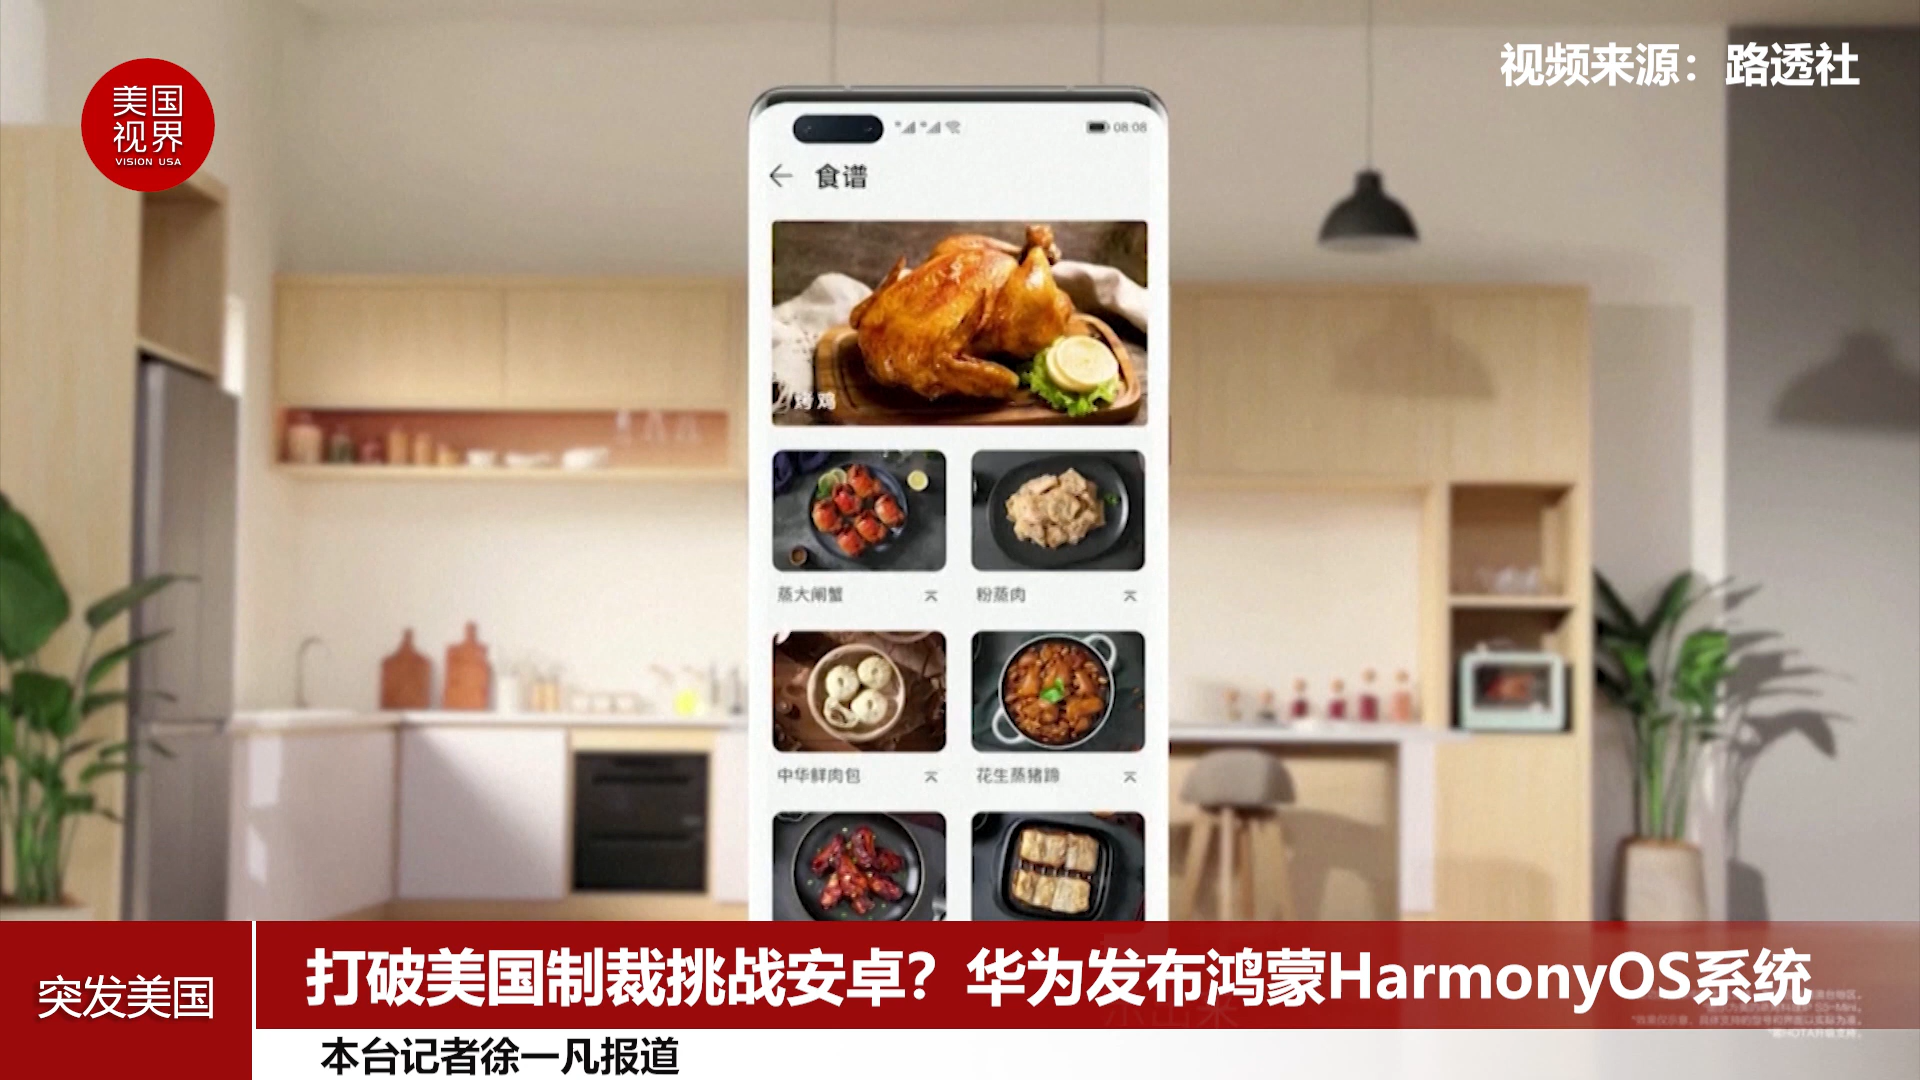 视频来源：路透社
美国
视界
VISION USA
08:08
食谱
烤鸡
蒸大闸蟹
粉蒸肉
中华鲜肉包
花生蒸猪蹄
突发美国
打破美国制裁挑战安卓？华为发布鸿蒙HarmonyOS系统
本台记者徐一凡报道